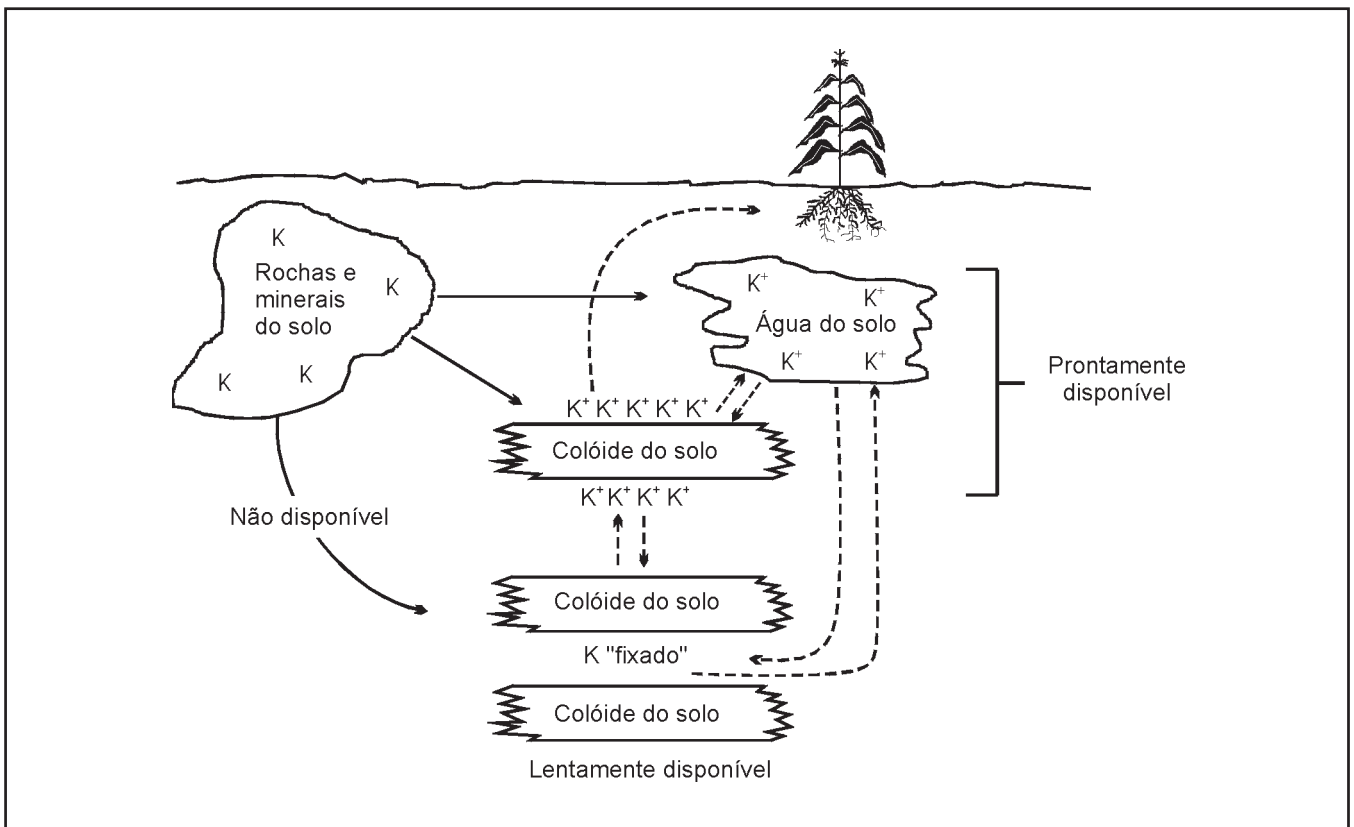 K
Rochas e
minerais
do solo
K
K
K
K⁺
K⁺
Água do solo
K⁺
K⁺
Prontamente
disponível
K⁺ K⁺ K⁺ K⁺ K⁺
Colóide do solo
K⁺ K⁺ K⁺ K⁺
Não disponível
Colóide do solo
K "fixado"
Colóide do solo
Lentamente disponível